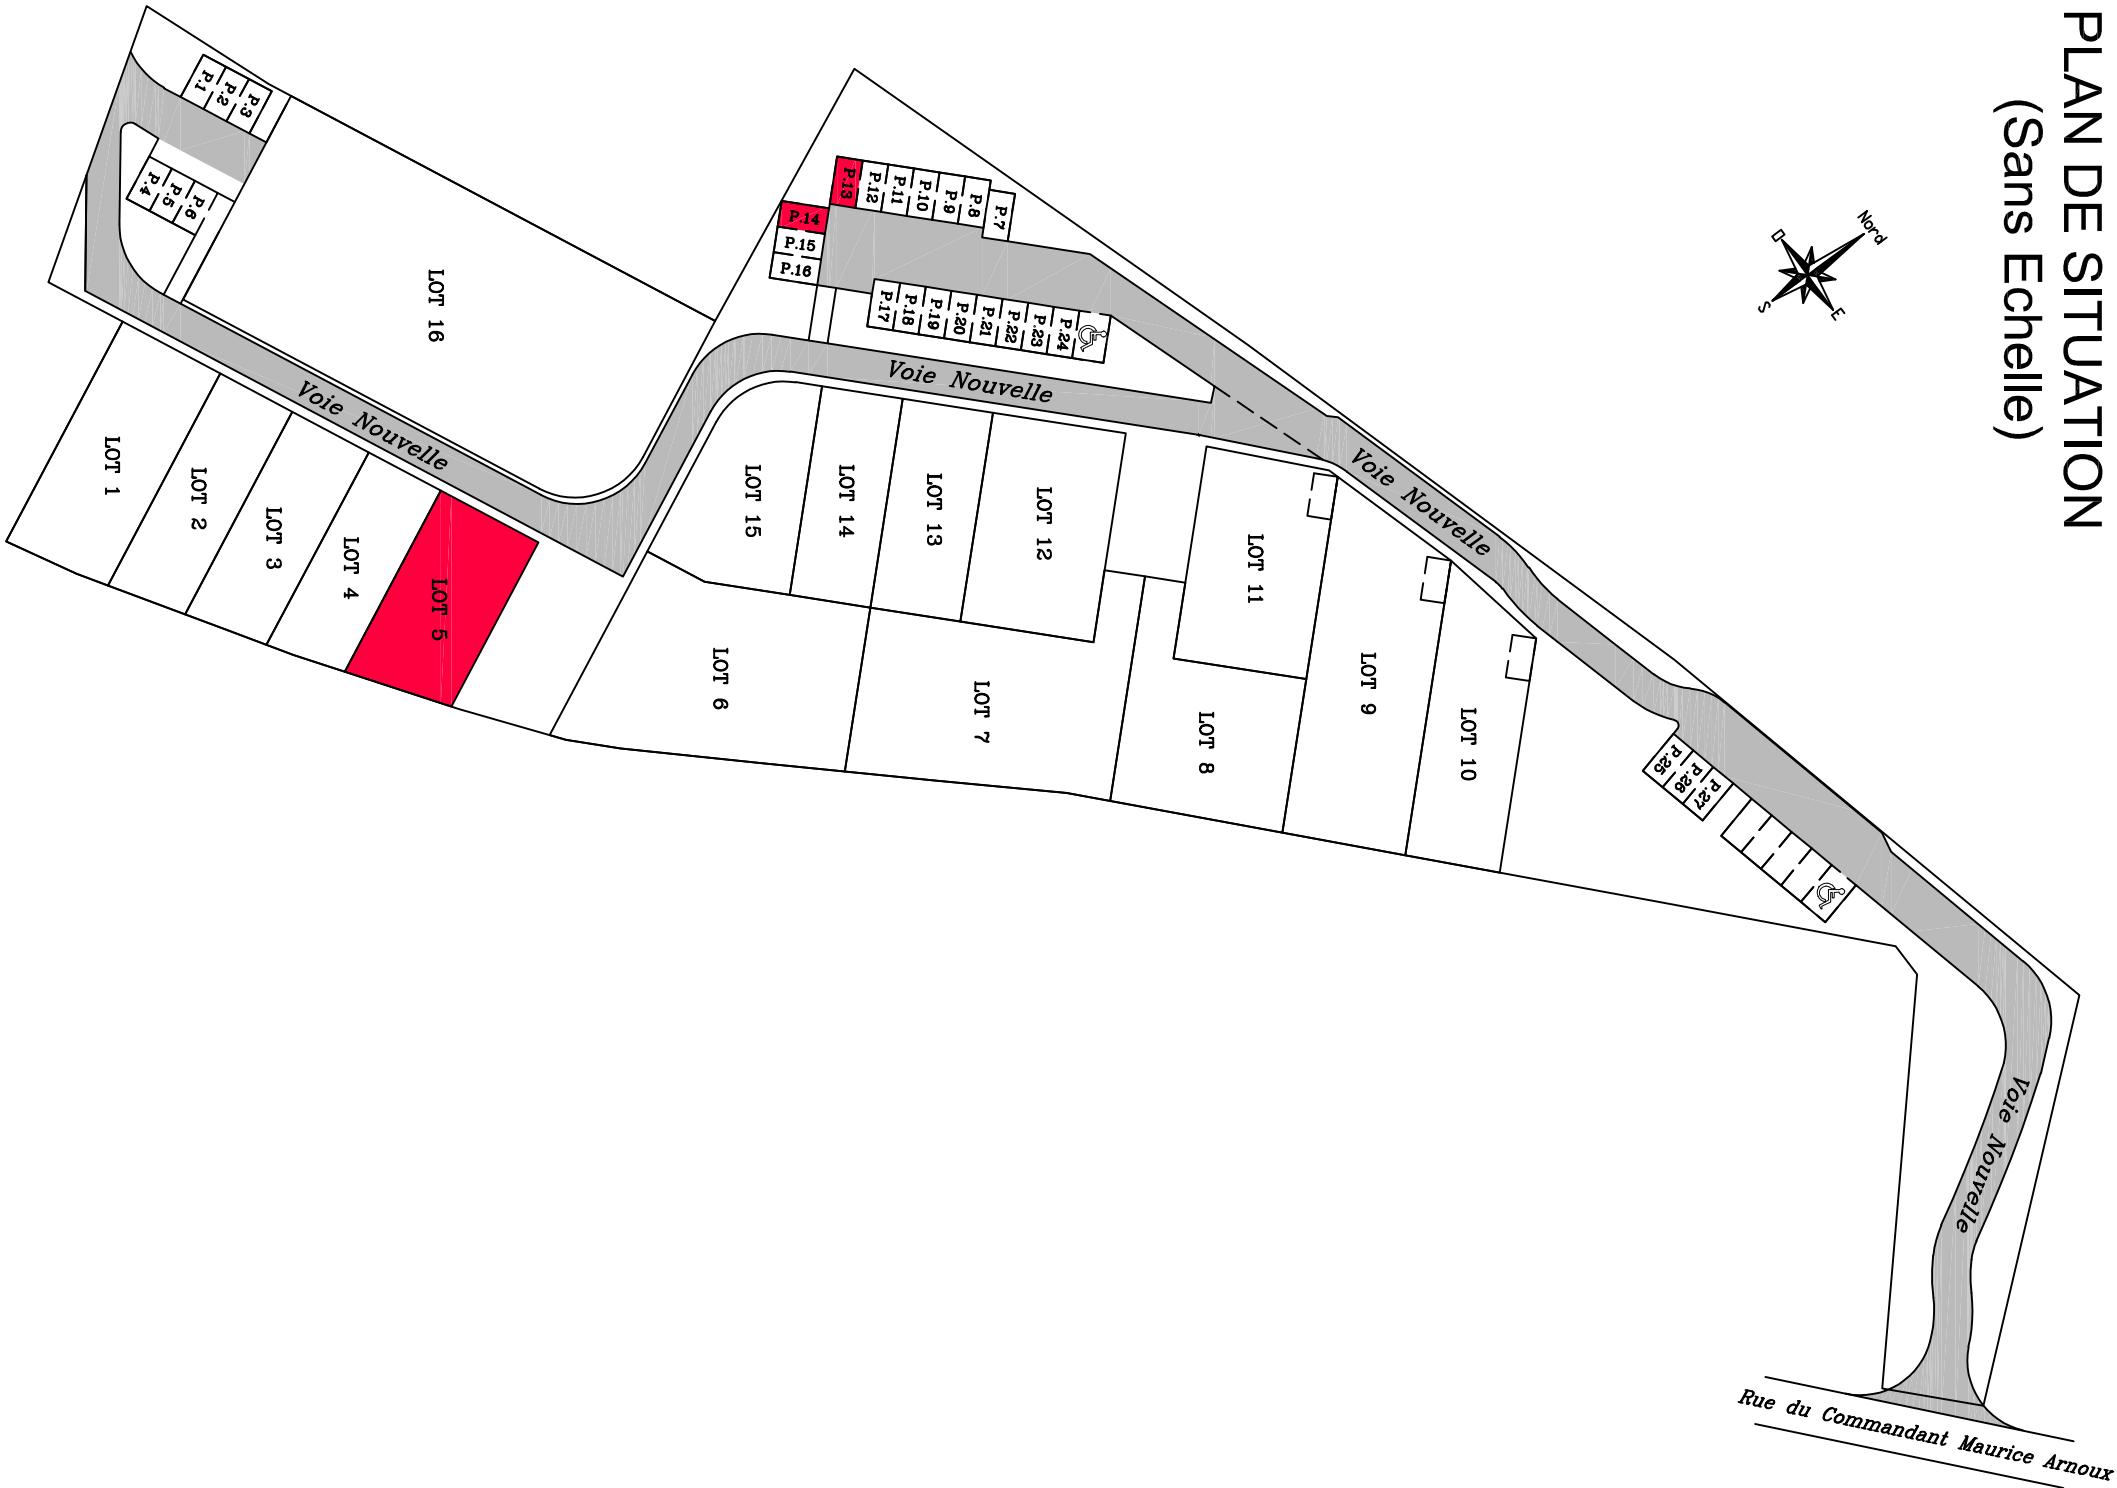 PLAN DE SITUATION
(Sans Echelle)
Nord
O
E
S
P.1
P.2
P.3
P.4
P.5
P.6
LOT 16
P.13
P.12
P.11
P.10
P.9
P.8
P.7
P.14
P.15
P.16
P.17
P.18
P.19
P.20
P.21
P.22
P.23
P.24
Voie Nouvelle
Voie Nouvelle
Voie Nouvelle
LOT 1
LOT 2
LOT 3
LOT 4
LOT 5
LOT 15
LOT 14
LOT 13
LOT 12
LOT 11
LOT 6
LOT 7
LOT 8
LOT 9
LOT 10
P.25
P.26
P.27
Voie Nouvelle
Rue du Commandant Maurice Arnoux